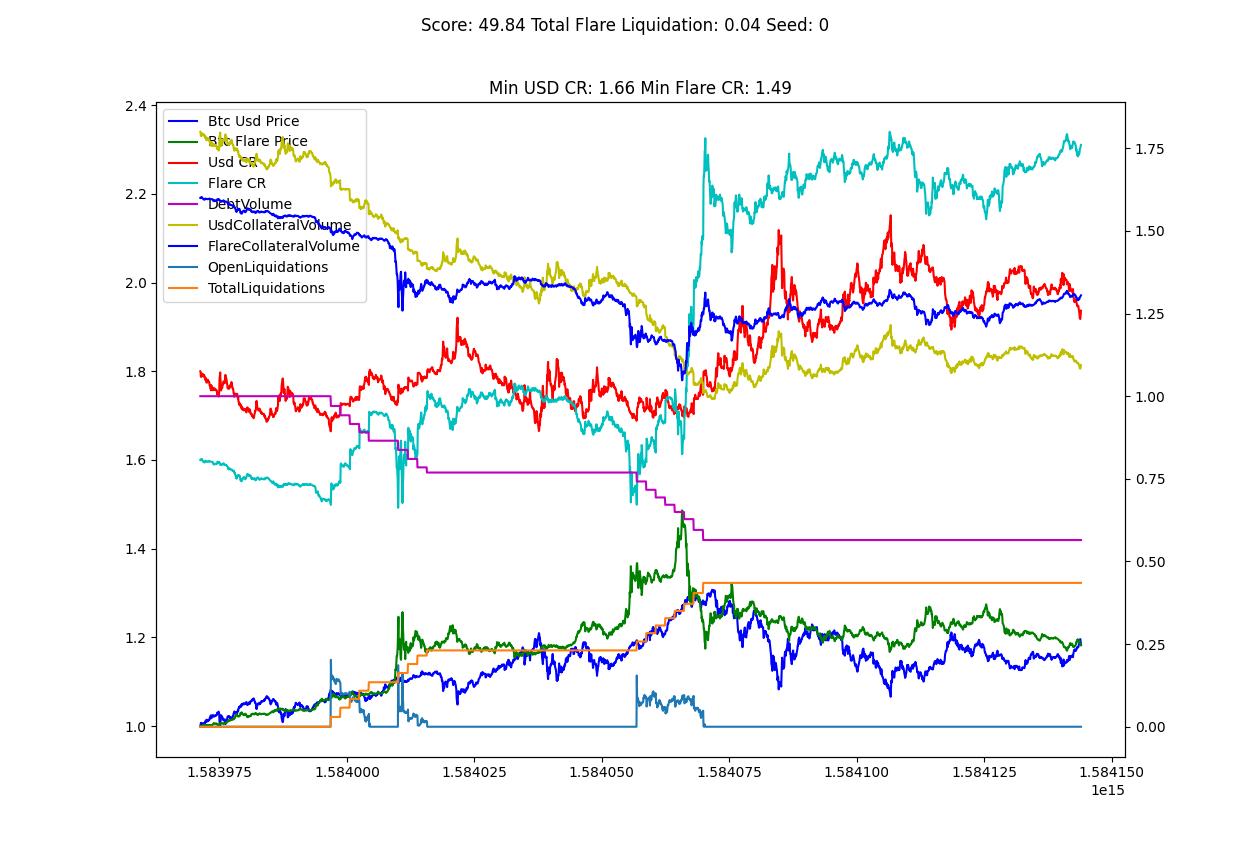 Score: 49.84 Total Flare Liquidation: 0.04 Seed: 0
Min USD CR: 1.66 Min Flare CR: 1.49
Btc Usd Price
Btc Flare Price
Usd CR
Flare CR
DebtVolume
UsdCollateralVolume
FlareCollateralVolume
OpenLiquidations
TotalLiquidations
2.4
2.2
2.0
1.8
1.6
1.4
1.2
1.0
1.75
1.50
1.25
1.00
0.75
0.50
0.25
0.00
1.583975 1.584000 1.584025 1.584050 1.584075 1.584100 1.584125 1.584150
1e15